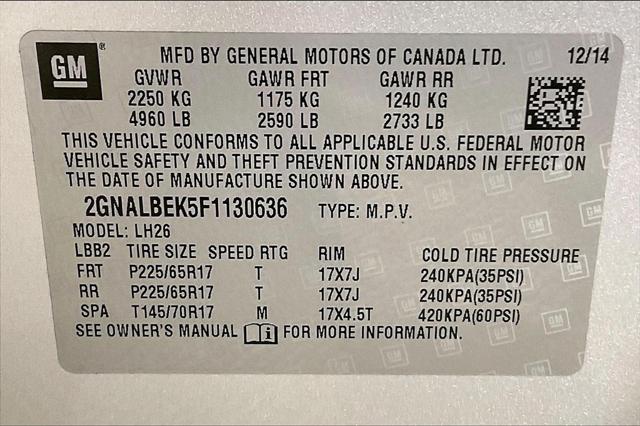 GM
MFD BY GENERAL MOTORS OF CANADA LTD. 12/14
GVWR GAWR FRT GAWR RR
2250 KG 1175 KG 1240 KG
4960 LB 2590 LB 2733 LB
THIS VEHICLE CONFORMS TO ALL APPLICABLE U.S. FEDERAL MOTOR
VEHICLE SAFETY AND THEFT PREVENTION STANDARDS IN EFFECT ON
THE DATE OF MANUFACTURE SHOWN ABOVE.
2GNALBEK5F1130636 TYPE: M.P.V.
MODEL: LH26
LBB2 TIRE SIZE SPEED RTG RIM COLD TIRE PRESSURE
FRT P225/65R17 T 17X7J 240KPA(35PSI)
RR P225/65R17 T 17X7J 240KPA(35PSI)
SPA T145/70R17 M 17X4.5T 420KPA(60PSI)
SEE OWNER'S MANUAL FOR MORE INFORMATION.